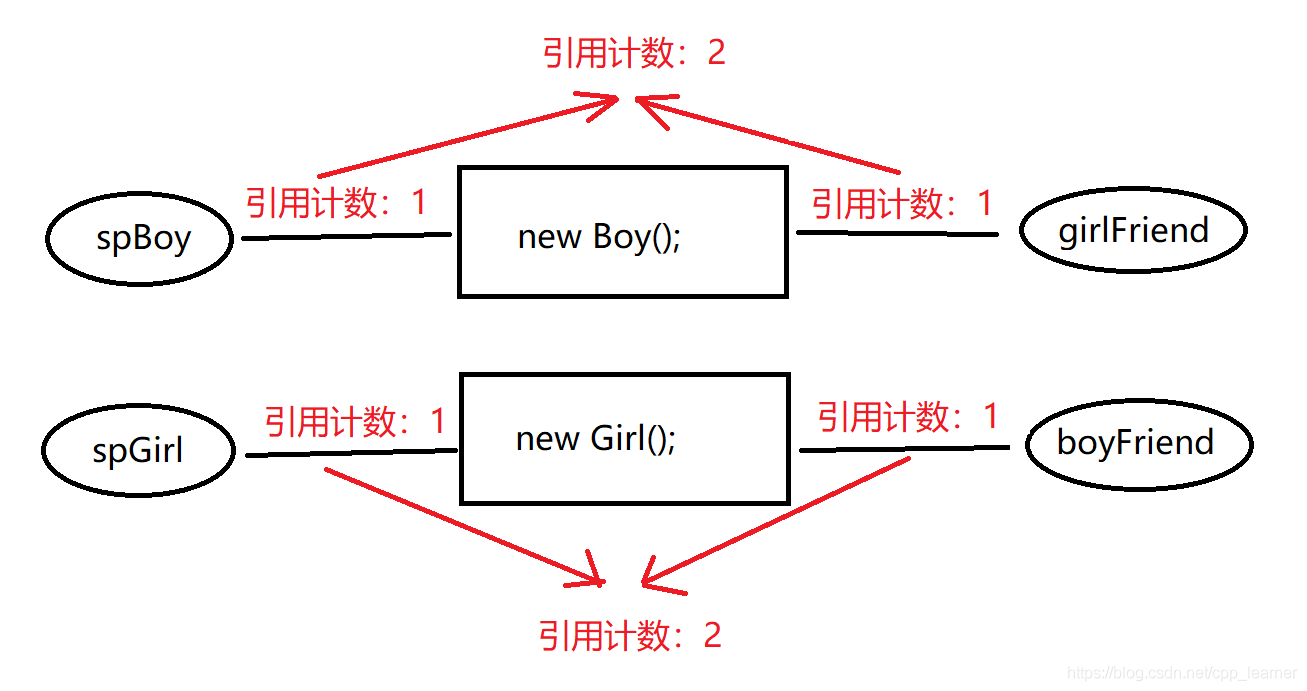 引用计数：2
引用计数：1
引用计数：1
spBoy
new Boy();
girlFriend
引用计数：1
引用计数：1
spGirl
new Girl();
boyFriend
引用计数：2
https://blog.csdn.net/cpp_learner